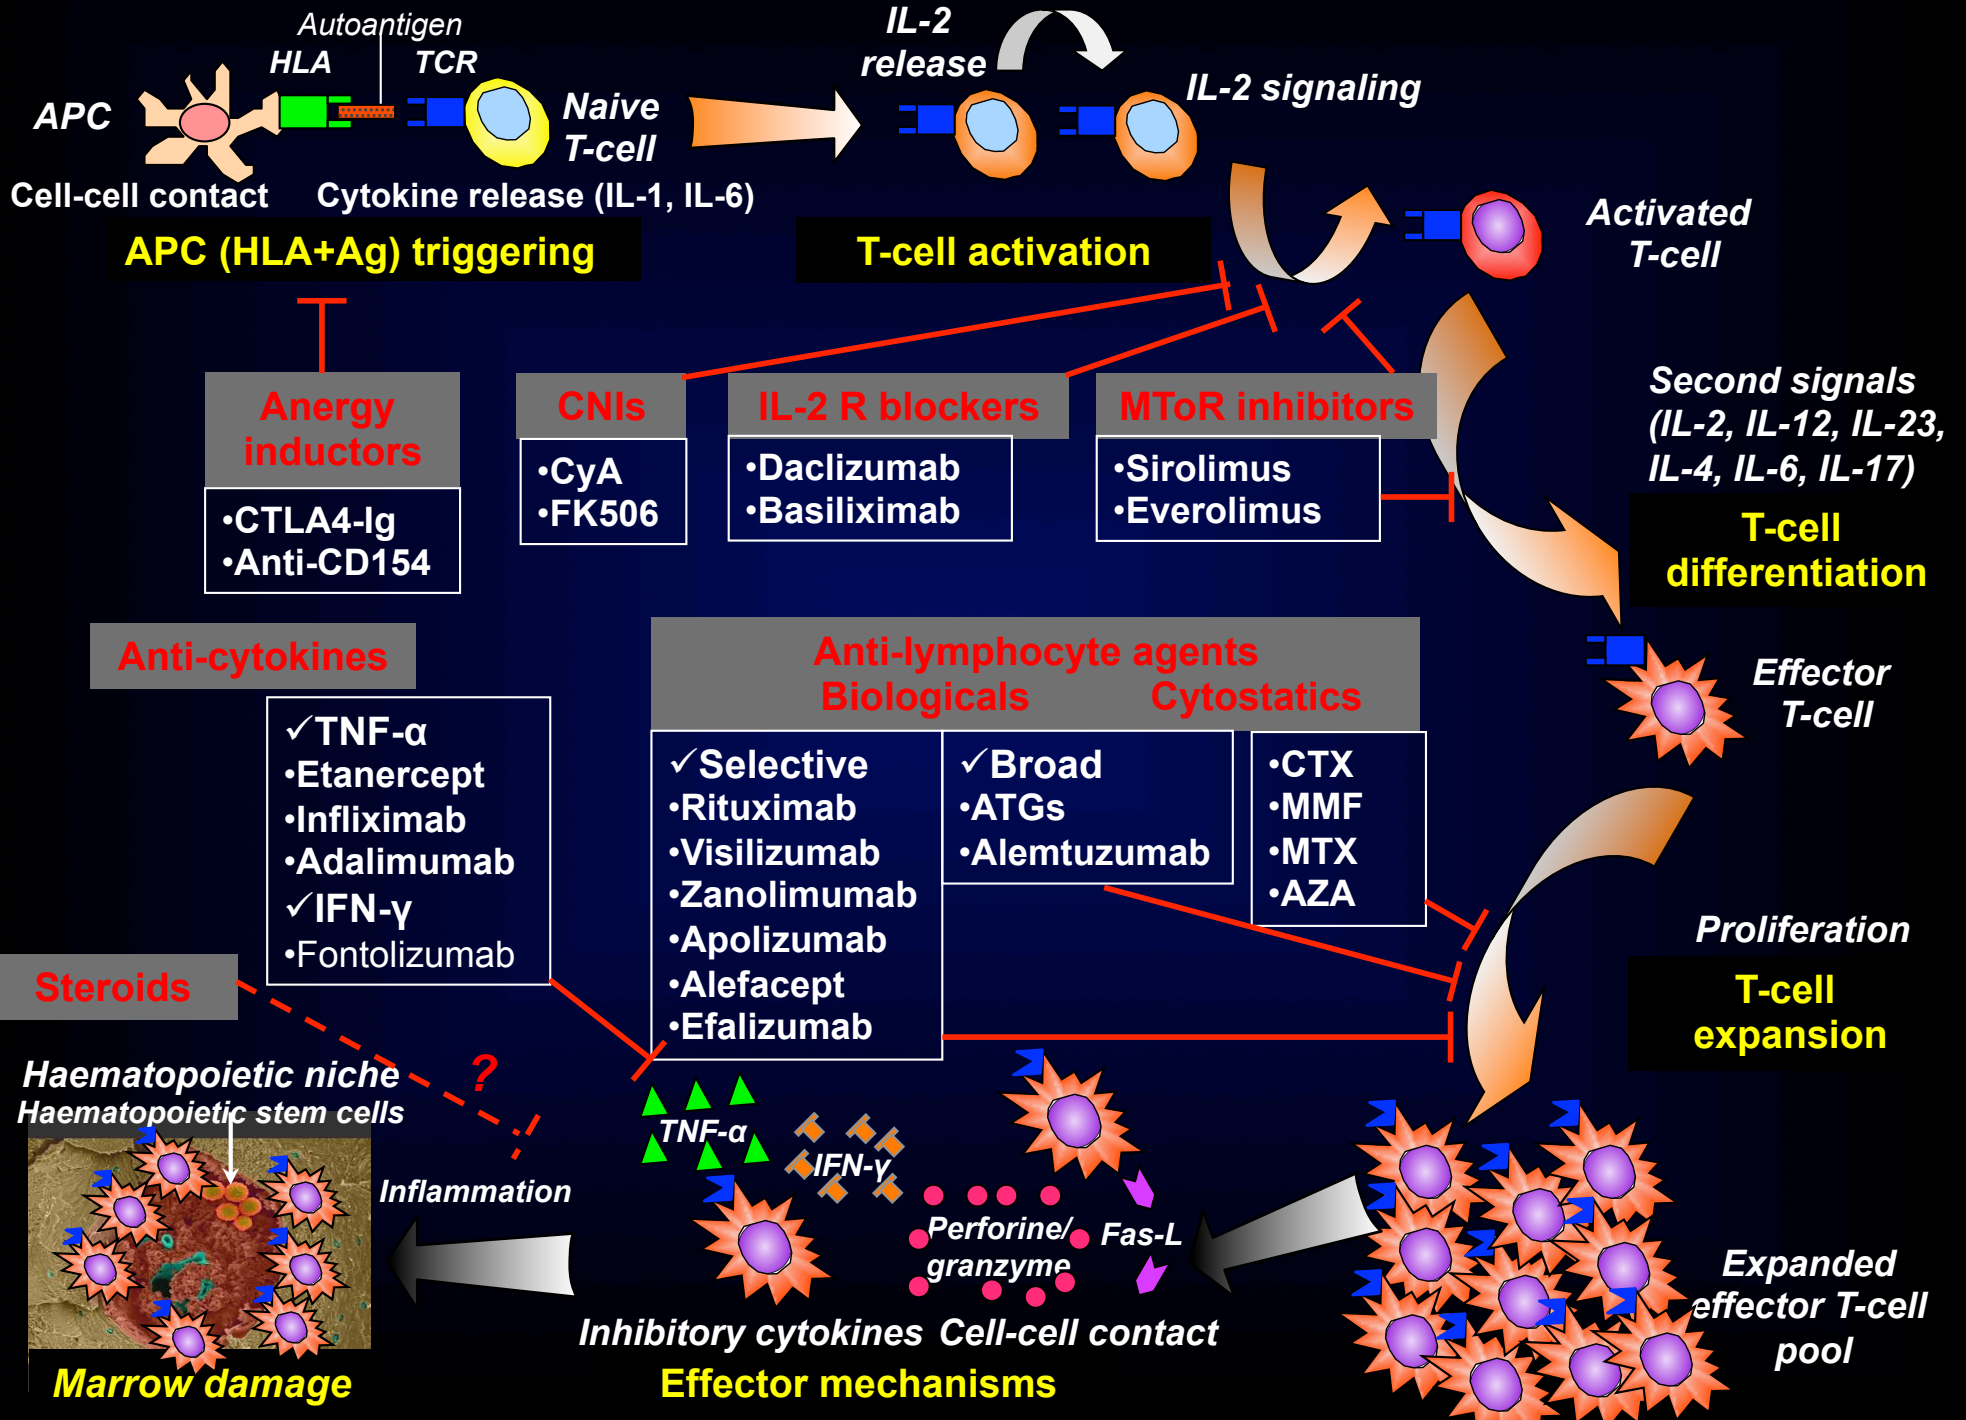 Autoantigen
HLA
TCR
APC
Naive
T-cell
Cell-cell contact
Cytokine release (IL-1, IL-6)
APC (HLA+Ag) triggering
IL-2
release
IL-2 signaling
T-cell activation
Activated
T-cell
Anergy
inductors
•CTLA4-Ig
•Anti-CD154
CNIs
•CyA
•FK506
IL-2 R blockers
•Daclizumab
•Basiliximab
MToR inhibitors
•Sirolimus
•Everolimus
Second signals
(IL-2, IL-12, IL-23,
IL-4, IL-6, IL-17)
T-cell
differentiation
Effector
T-cell
Anti-cytokines
✓TNF-α
•Etanercept
•Infliximab
•Adalimumab
✓IFN-γ
•Fontolizumab
Anti-lymphocyte agents
Biologicals
Cytostatics
✓Selective
•Rituximab
•Visilizumab
•Zanolimumab
•Apolizumab
•Alefacept
•Efalizumab
✓Broad
•ATGs
•Alemtuzumab
•CTX
•MMF
•MTX
•AZA
Proliferation
T-cell
expansion
Steroids
?
Haematopoietic niche
Haematopoietic stem cells
Inflammation
Marrow damage
TNF-α
IFN-γ
Perforine/
granzyme
Fas-L
Inhibitory cytokines
Cell-cell contact
Effector mechanisms
Expanded
effector T-cell
pool